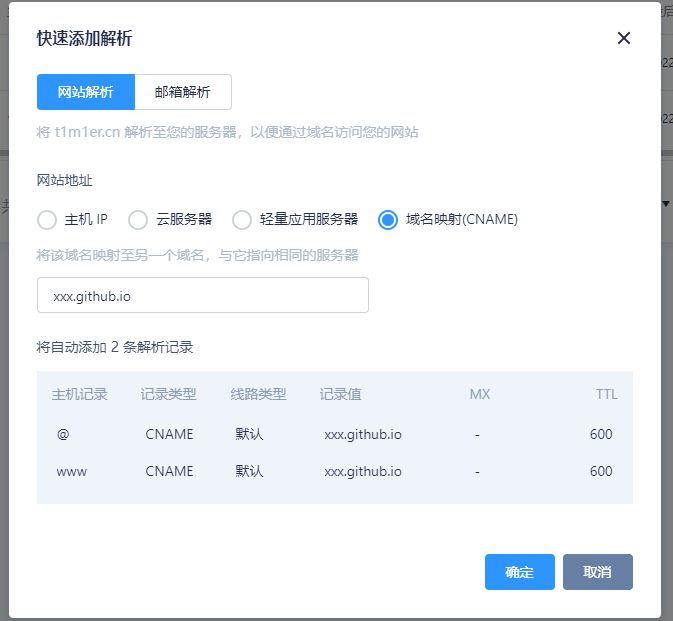 快速添加解析
网站解析 邮箱解析
将 t1m1er.cn 解析至您的服务器，以便通过域名访问您的网站
网站地址
主机 IP 云服务器 轻量应用服务器 域名映射(CNAME)
将该域名映射至另一个域名，与它指向相同的服务器
xxx.github.io
将自动添加 2 条解析记录
主机记录 记录类型 线路类型 记录值 MX TTL
@ CNAME 默认 xxx.github.io - 600
www CNAME 默认 xxx.github.io - 600
确定 取消